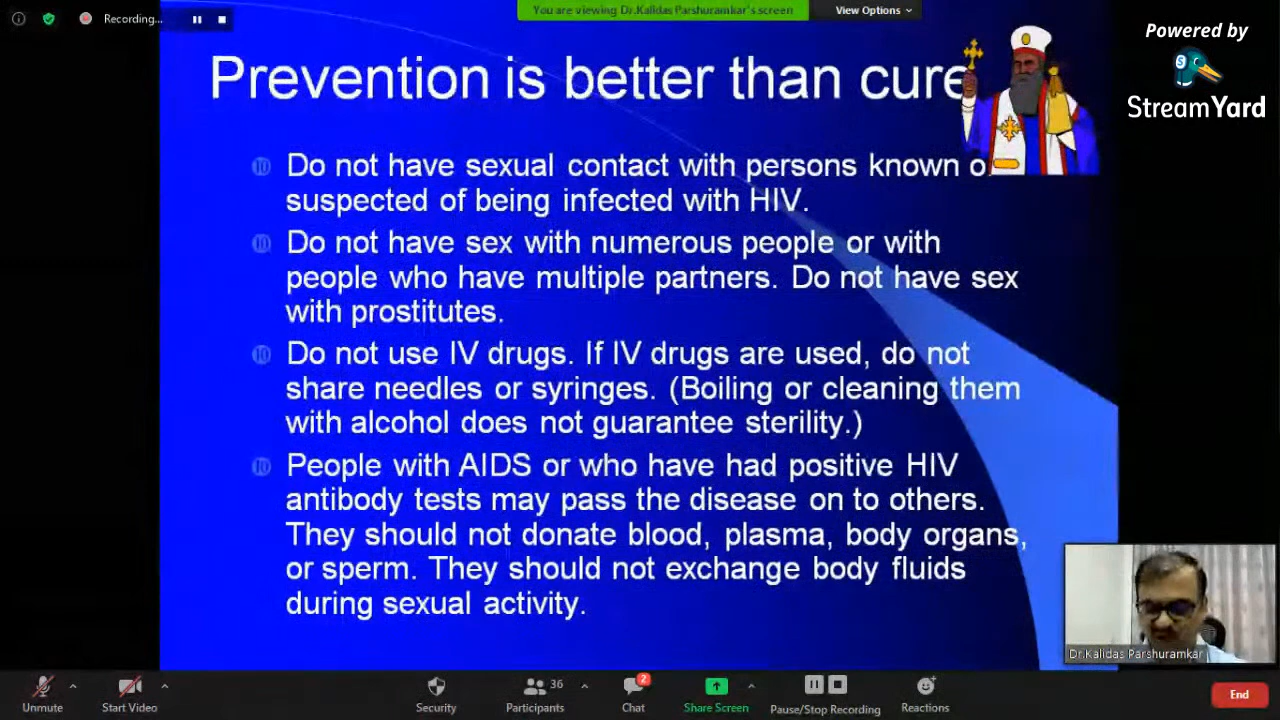 Recording...
You are viewing Dr.Kalidas Parshuramkar's screen
View Options
Powered by
StreamYard
Prevention is better than cure
Do not have sexual contact with persons known o
suspected of being infected with HIV.
Do not have sex with numerous people or with
people who have multiple partners. Do not have sex
with prostitutes.
Do not use IV drugs. If IV drugs are used, do not
share needles or syringes. (Boiling or cleaning them
with alcohol does not guarantee sterility.)
People with AIDS or who have had positive HIV
antibody tests may pass the disease on to others.
They should not donate blood, plasma, body organs,
or sperm. They should not exchange body fluids
during sexual activity.
Dr.Kalidas Parshuramkar
Unmute
Start Video
Security
36
Participants
2
Chat
Share Screen
Pause/Stop Recording
Reactions
End